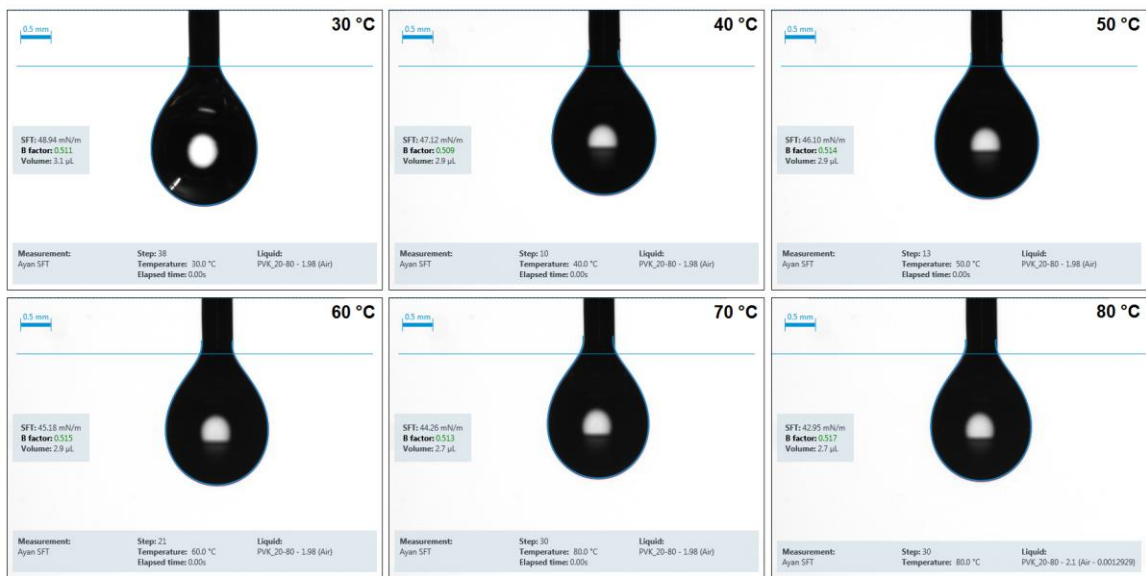 30 °C
0.5 mm
SFT: 48.94 mN/m
B factor: 0.511
Volume: 3.1 µL
Measurement: Step: 38 Liquid:
Ayan SFT Temperature: 30.0 °C PVK_20-80 - 1.98 (Air)
Elapsed time: 0.00s
40 °C
0.5 mm
SFT: 47.12 mN/m
B factor: 0.509
Volume: 2.9 µL
Measurement: Step: 10 Liquid:
Ayan SFT Temperature: 40.0 °C PVK_20-80 - 1.98 (Air)
Elapsed time: 0.00s
50 °C
0.5 mm
SFT: 46.10 mN/m
B factor: 0.514
Volume: 2.9 µL
Measurement: Step: 13 Liquid:
Ayan SFT Temperature: 50.0 °C PVK_20-80 - 1.98 (Air)
Elapsed time: 0.00s
60 °C
0.5 mm
SFT: 45.18 mN/m
B factor: 0.515
Volume: 2.9 µL
Measurement: Step: 21 Liquid:
Ayan SFT Temperature: 60.0 °C PVK_20-80 - 1.98 (Air)
Elapsed time: 0.00s
70 °C
0.5 mm
SFT: 44.26 mN/m
B factor: 0.513
Volume: 2.7 µL
Measurement: Step: 30 Liquid:
Ayan SFT Temperature: 80.0 °C PVK_20-80 - 1.98 (Air)
Elapsed time: 0.00s
80 °C
0.5 mm
SFT: 42.95 mN/m
B factor: 0.517
Volume: 2.7 µL
Measurement: Step: 30 Liquid:
Ayan SFT Temperature: 80.0 °C PVK_20-80 - 2.1 (Air - 0.0012929)